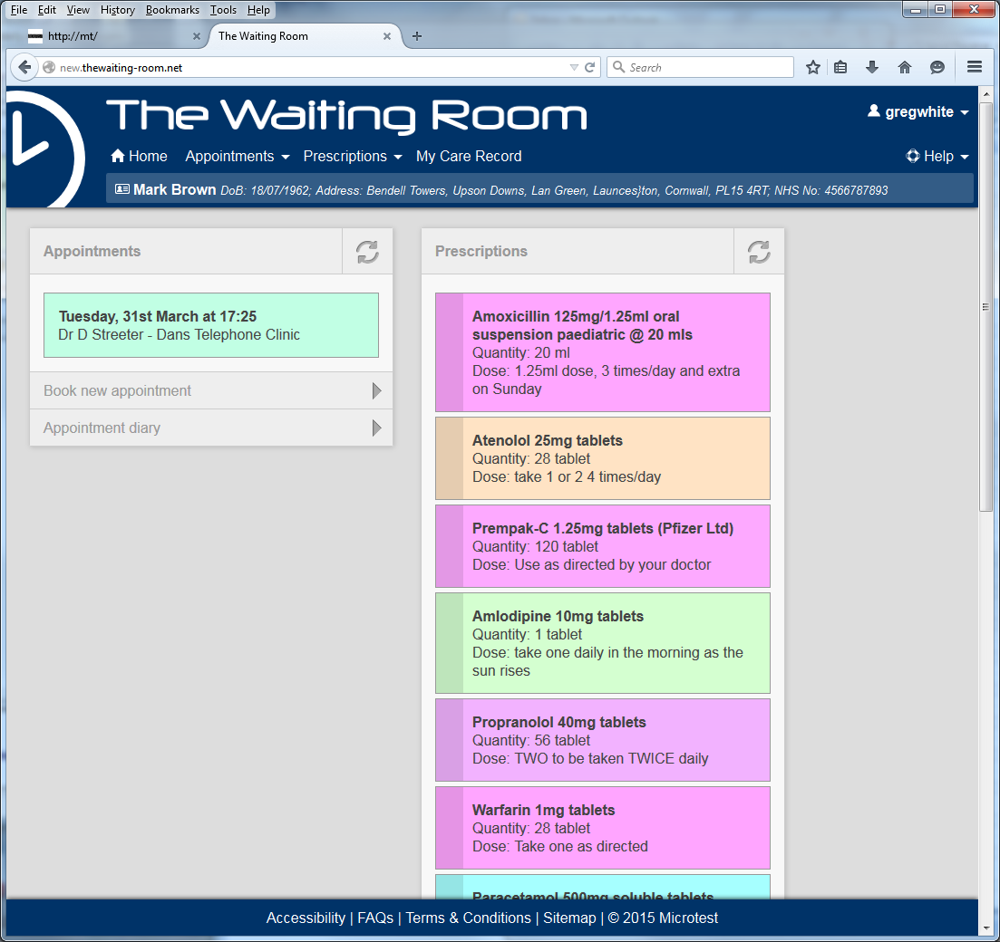 File Edit View History Bookmarks Tools Help
http://mt/ The Waiting Room
new.thewaiting-room.net Search
The Waiting Room
gregwhite
Home Appointments Prescriptions My Care Record Help
Mark Brown DoB: 18/07/1962; Address: Bendell Towers, Upson Downs, Lan Green, Launces}ton, Cornwall, PL15 4RT; NHS No: 4566787893
Appointments
Tuesday, 31st March at 17:25
Dr D Streeter - Dans Telephone Clinic
Book new appointment
Appointment diary
Prescriptions
Amoxicillin 125mg/1.25ml oral
suspension paediatric @ 20 mls
Quantity: 20 ml
Dose: 1.25ml dose, 3 times/day and extra
on Sunday
Atenolol 25mg tablets
Quantity: 28 tablet
Dose: take 1 or 2 4 times/day
Prempak-C 1.25mg tablets (Pfizer Ltd)
Quantity: 120 tablet
Dose: Use as directed by your doctor
Amlodipine 10mg tablets
Quantity: 1 tablet
Dose: take one daily in the morning as the
sun rises
Propranolol 40mg tablets
Quantity: 56 tablet
Dose: TWO to be taken TWICE daily
Warfarin 1mg tablets
Quantity: 28 tablet
Dose: Take one as directed
Paracetamol 500mg soluble tablets
Accessibility | FAQs | Terms & Conditions | Sitemap | © 2015 Microtest